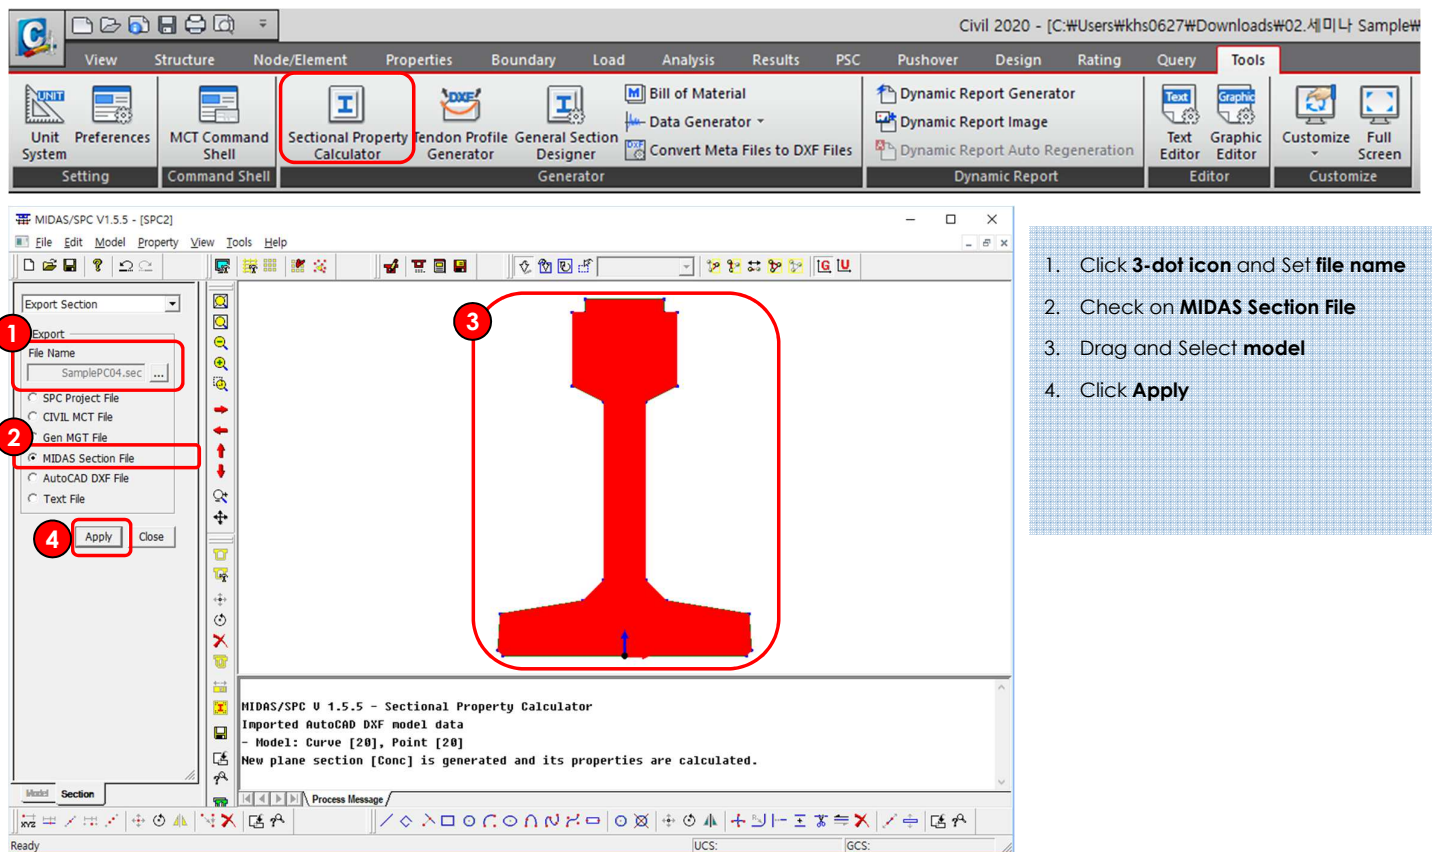 Civil 2020 - [C:₩Users₩khs0627₩Downloads₩02.세미나 Sample₩
View Structure Node/Element Properties Boundary Load Analysis Results PSC Pushover Design Rating Query Tools
UNIT
Unit System
Preferences
Setting
MCT Command Shell
Command Shell
Sectional Property Calculator
DXF
Tendon Profile Generator
General Section Designer
Bill of Material
Data Generator
Convert Meta Files to DXF Files
Generator
Dynamic Report Generator
Dynamic Report Image
Dynamic Report Auto Regeneration
Dynamic Report
Text
Text Editor
Graphic
Graphic Editor
Editor
Customize
Full Screen
Customize
MIDAS/SPC V1.5.5 - [SPC2]
File Edit Model Property View Tools Help
Export Section
1
Export
File Name
SamplePC04.sec ...
SPC Project File
CIVIL MCT File
2
Gen MGT File
MIDAS Section File
AutoCAD DXF File
Text File
4
Apply Close
3
Model Section
MIDAS/SPC V 1.5.5 - Sectional Property Calculator
Imported AutoCAD DXF model data
- Model: Curve [20], Point [20]
New plane section [Conc] is generated and its properties are calculated.
Process Message
XYZ
Ready
UCS:
GCS:
1. Click 3-dot icon and Set file name
2. Check on MIDAS Section File
3. Drag and Select model
4. Click Apply